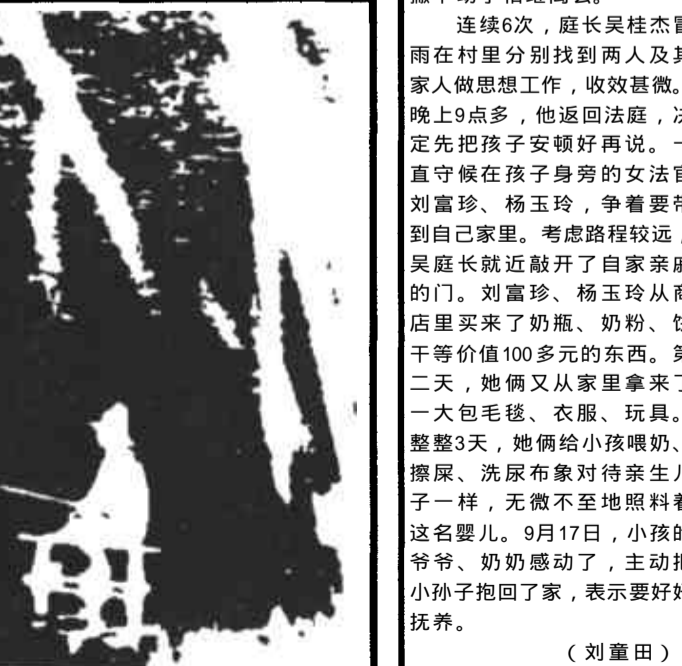 连续6次，庭长吴桂杰冒
雨在村里分别找到两人及其
家人做思想工作，收效甚微。
晚上9点多，他返回法庭，决
定先把孩子安顿好再说。一
直守候在孩子身旁的女法官
刘富珍、杨玉玲，争着要带
到自己家里。考虑路程较远，
吴庭长就近敲开了自家亲戚
的门。刘富珍、杨玉玲从商
店里买来了奶瓶、奶粉、饼
干等价值100多元的东西。第
二天，她俩又从家里拿来了
一大包毛毯、衣服、玩具。
整整3天，她俩给小孩喂奶、
擦屎、洗尿布象对待亲生儿
子一样，无微不至地照料着
这名婴儿。9月17日，小孩的
爷爷、奶奶感动了，主动把
小孙子抱回了家，表示要好好
抚养。
（刘童田）